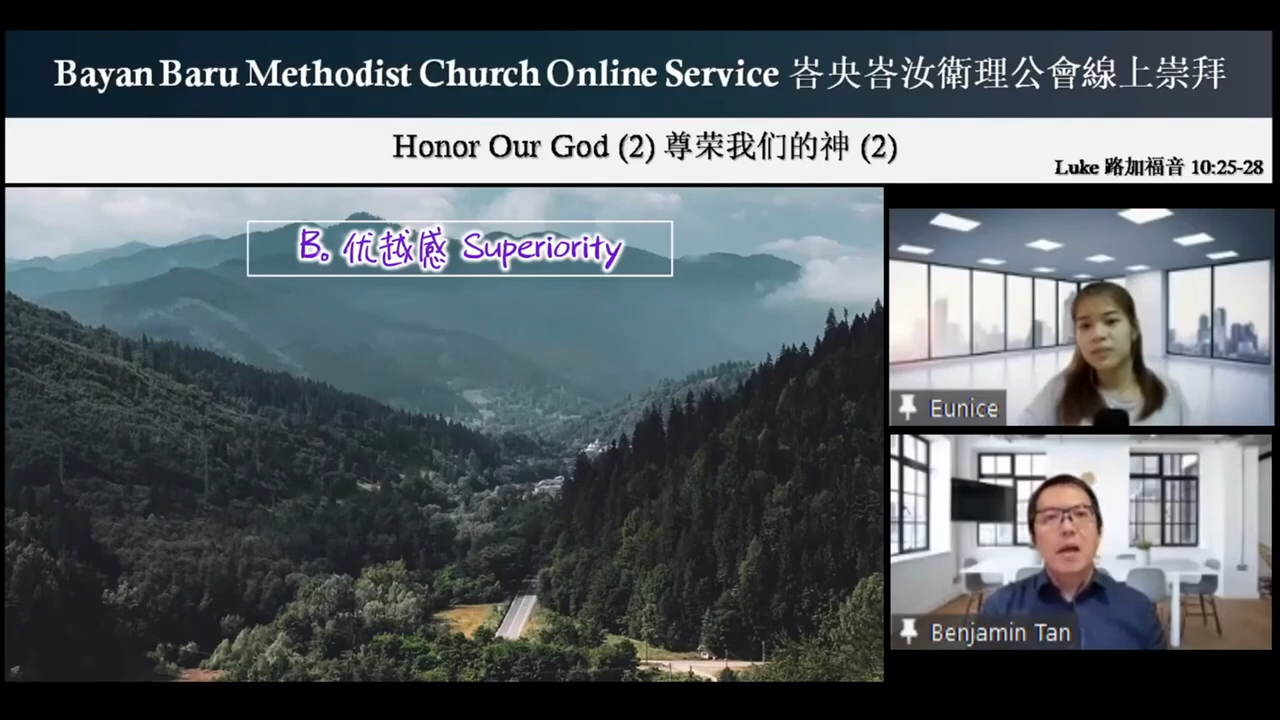 Bayan Baru Methodist Church Online Service 峇央峇汝衛理公會線上崇拜
Honor Our God (2) 尊荣我们的神 (2)
Luke 路加福音 10:25-28
B. 优越感 Superiority
Eunice
Benjamin Tan